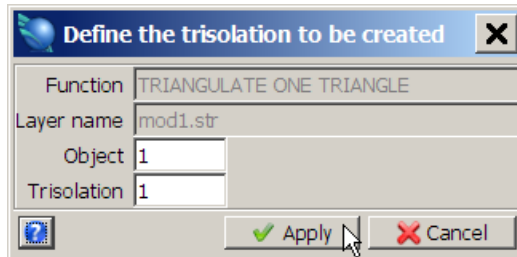 Define the trisolation to be created
Function TRIANGULATE ONE TRIANGLE
Layer name mod1.str
Object 1
Trisolation 1
? Apply Cancel